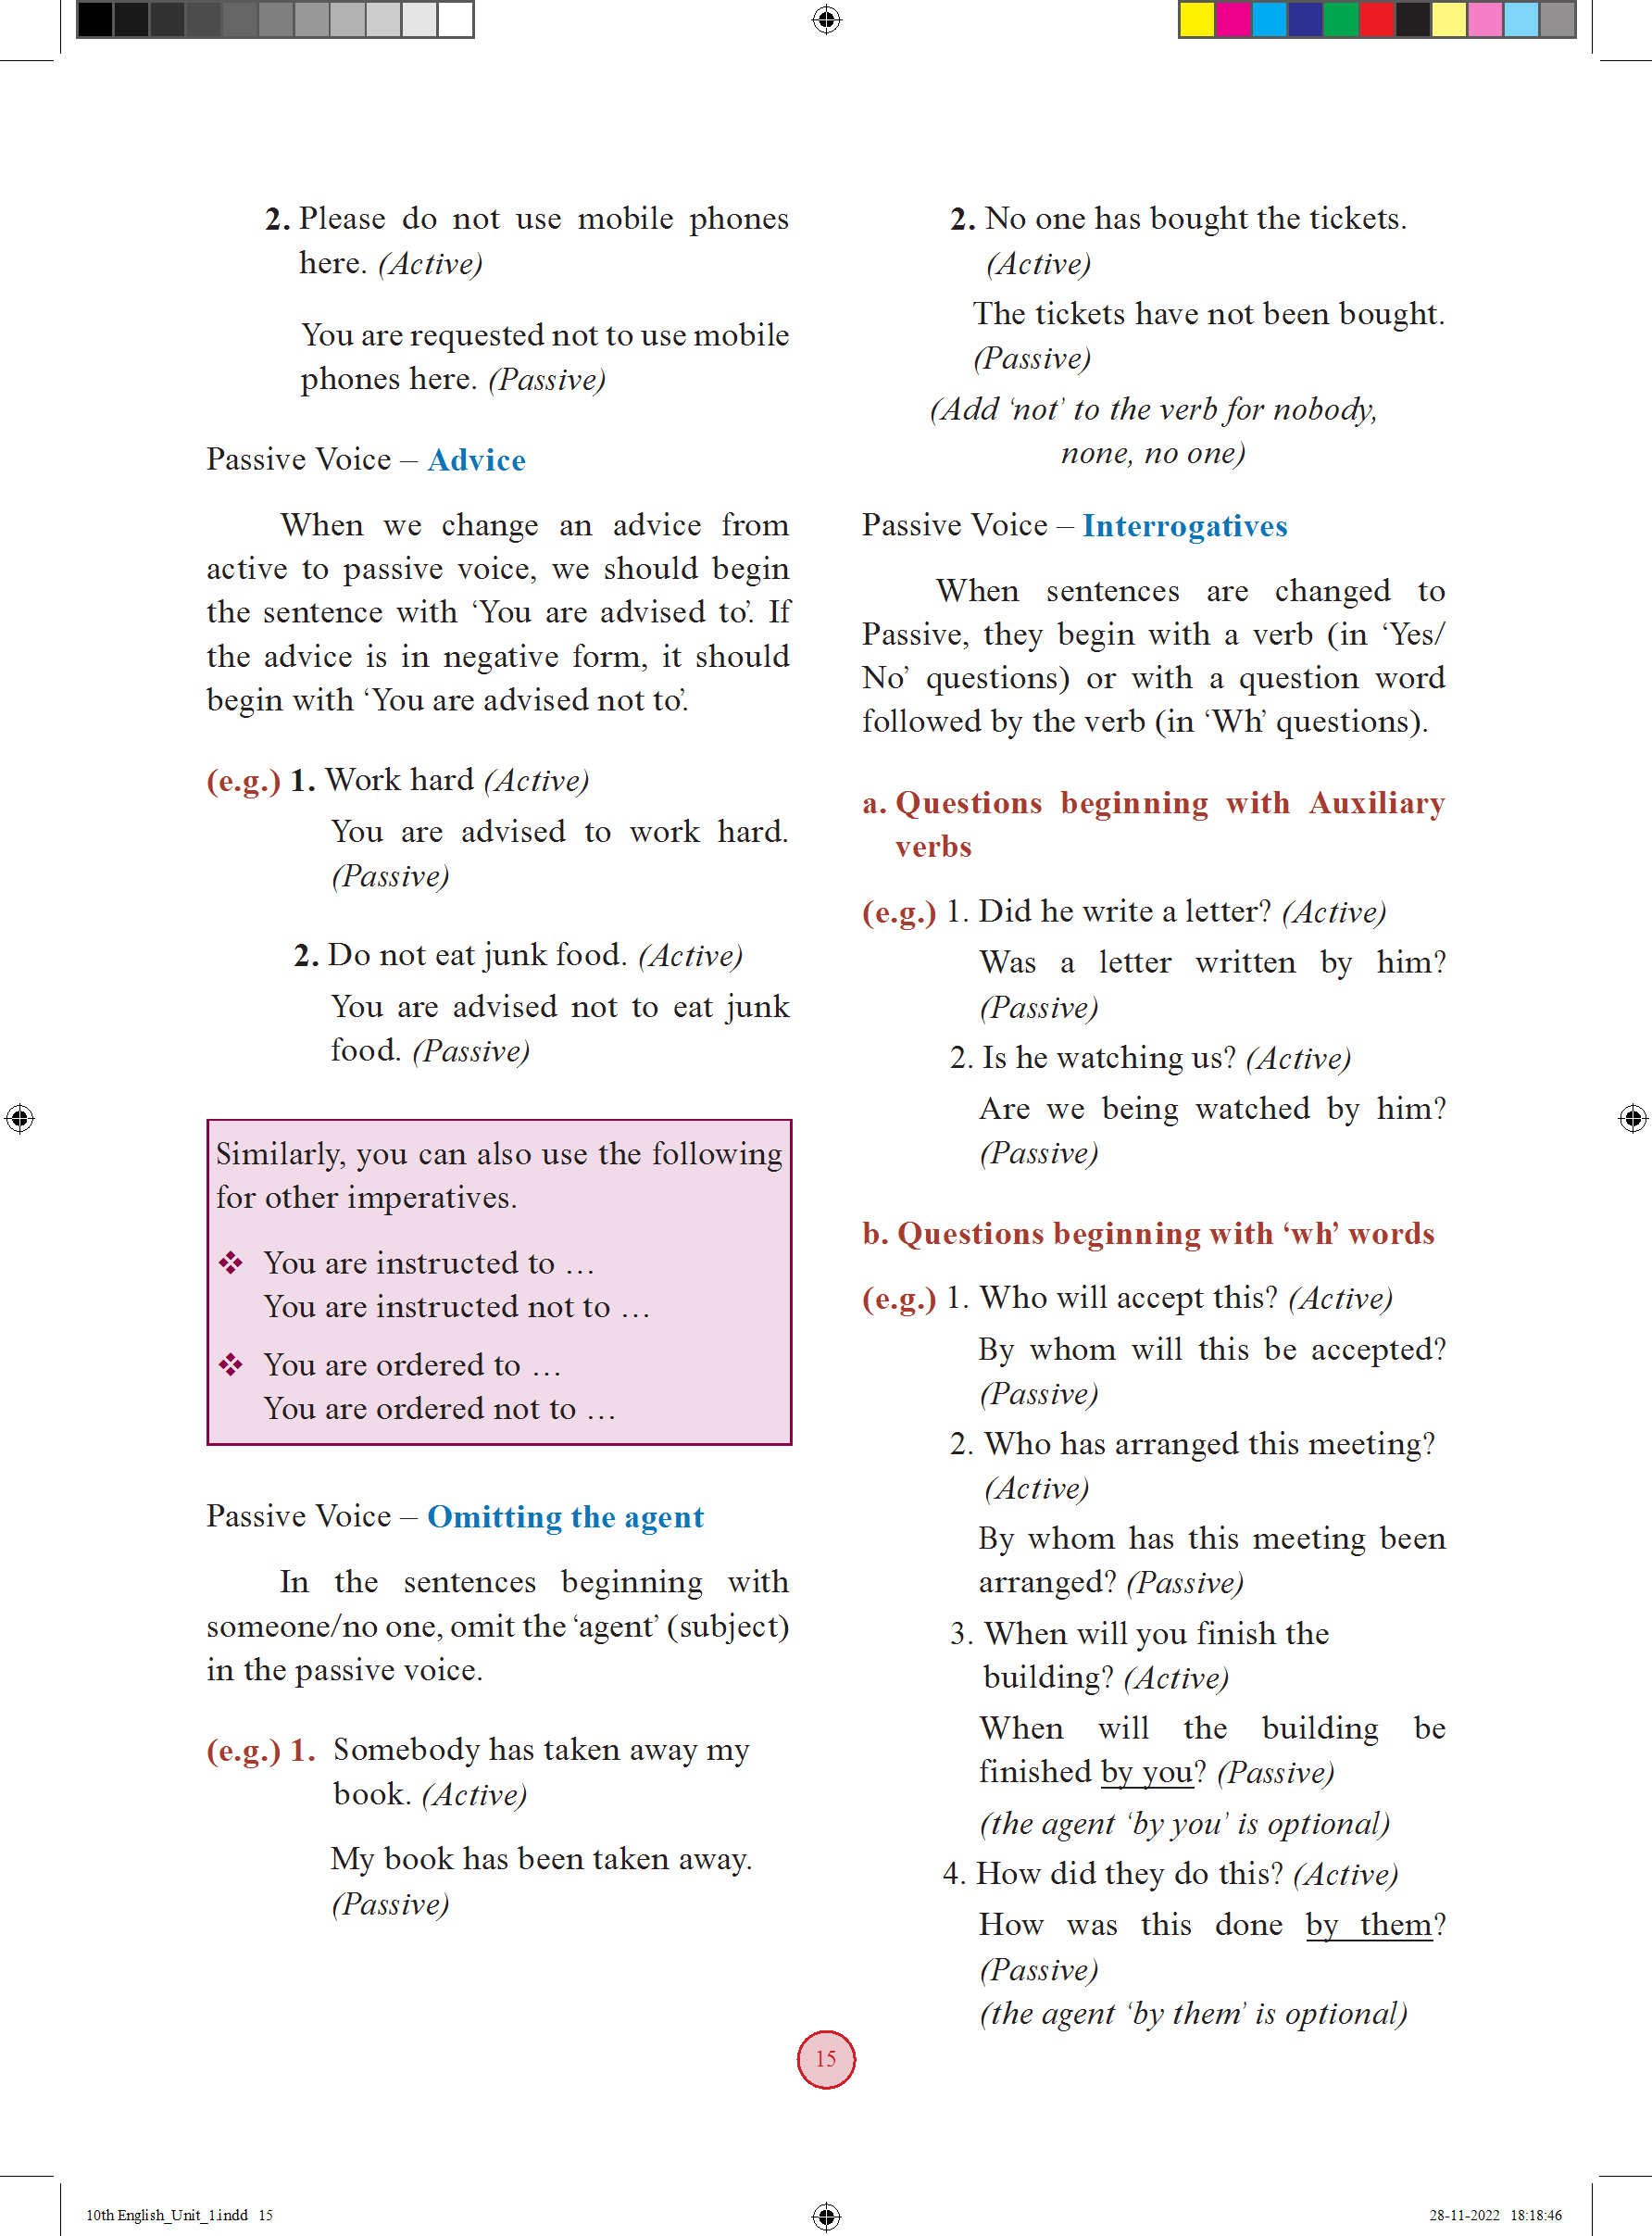 2. Please do not use mobile phones
here. (Active)
You are requested not to use mobile
phones here. (Passive)
Passive Voice – Advice
When we change an advice from
active to passive voice, we should begin
the sentence with ‘You are advised to’. If
the advice is in negative form, it should
begin with ‘You are advised not to’.
(e.g.) 1. Work hard (Active)
You are advised to work hard.
(Passive)
2. Do not eat junk food. (Active)
You are advised not to eat junk
food. (Passive)
Similarly, you can also use the following
for other imperatives.
❖ You are instructed to …
You are instructed not to …
❖ You are ordered to …
You are ordered not to …
Passive Voice – Omitting the agent
In the sentences beginning with
someone/no one, omit the ‘agent’ (subject)
in the passive voice.
(e.g.) 1. Somebody has taken away my
book. (Active)
My book has been taken away.
(Passive)
2. No one has bought the tickets.
(Active)
The tickets have not been bought.
(Passive)
(Add ‘not’ to the verb for nobody,
none, no one)
Passive Voice – Interrogatives
When sentences are changed to
Passive, they begin with a verb (in ‘Yes/
No’ questions) or with a question word
followed by the verb (in ‘Wh’ questions).
a. Questions beginning with Auxiliary
verbs
(e.g.) 1. Did he write a letter? (Active)
Was a letter written by him?
(Passive)
2. Is he watching us? (Active)
Are we being watched by him?
(Passive)
b. Questions beginning with ‘wh’ words
(e.g.) 1. Who will accept this? (Active)
By whom will this be accepted?
(Passive)
2. Who has arranged this meeting?
(Active)
By whom has this meeting been
arranged? (Passive)
3. When will you finish the
building? (Active)
When will the building be
finished by you? (Passive)
(the agent ‘by you’ is optional)
4. How did they do this? (Active)
How was this done by them?
(Passive)
(the agent ‘by them’ is optional)
15
10th English_Unit_1.indd 15
28-11-2022 18:18:46